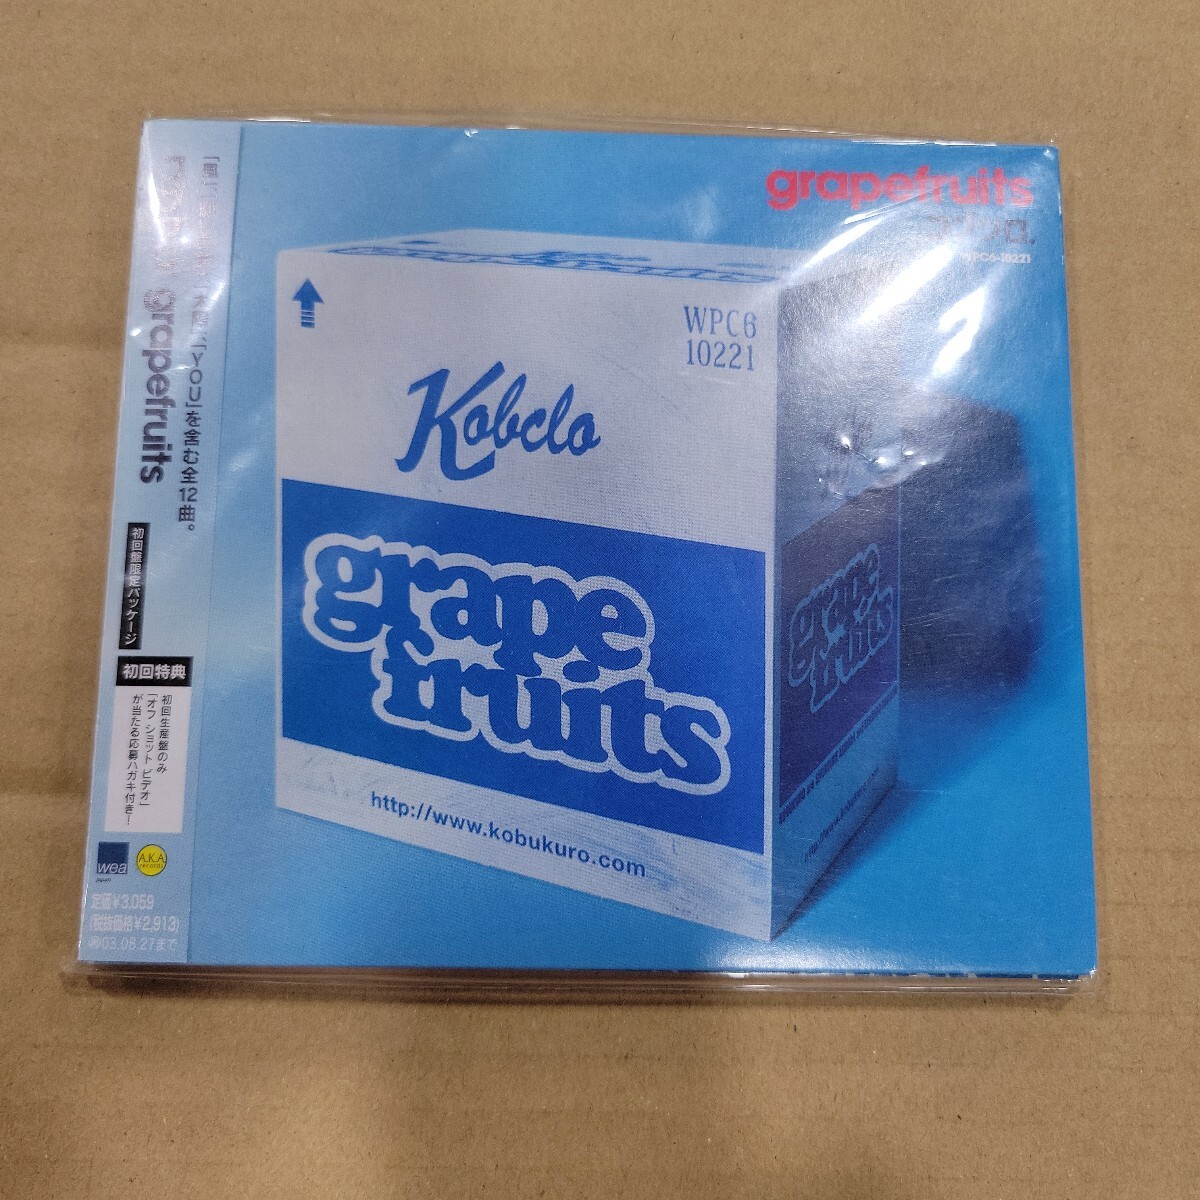 grapefruits
WPC6-10221
WPC6
10221
Kobclo
grape
fruits
http://www.kobukuro.com
grape
fruits
「YOU」を含む全12曲。
grapefruits
初回盤限定パッケージ
初回特典
初回生産盤のみ
「オフ ショット ビデオ」
が当たる応募ハガキ付き!
wea
japan
A.K.A.
records
定価¥3,059
(税抜価格¥2,913)
03.08.27まで